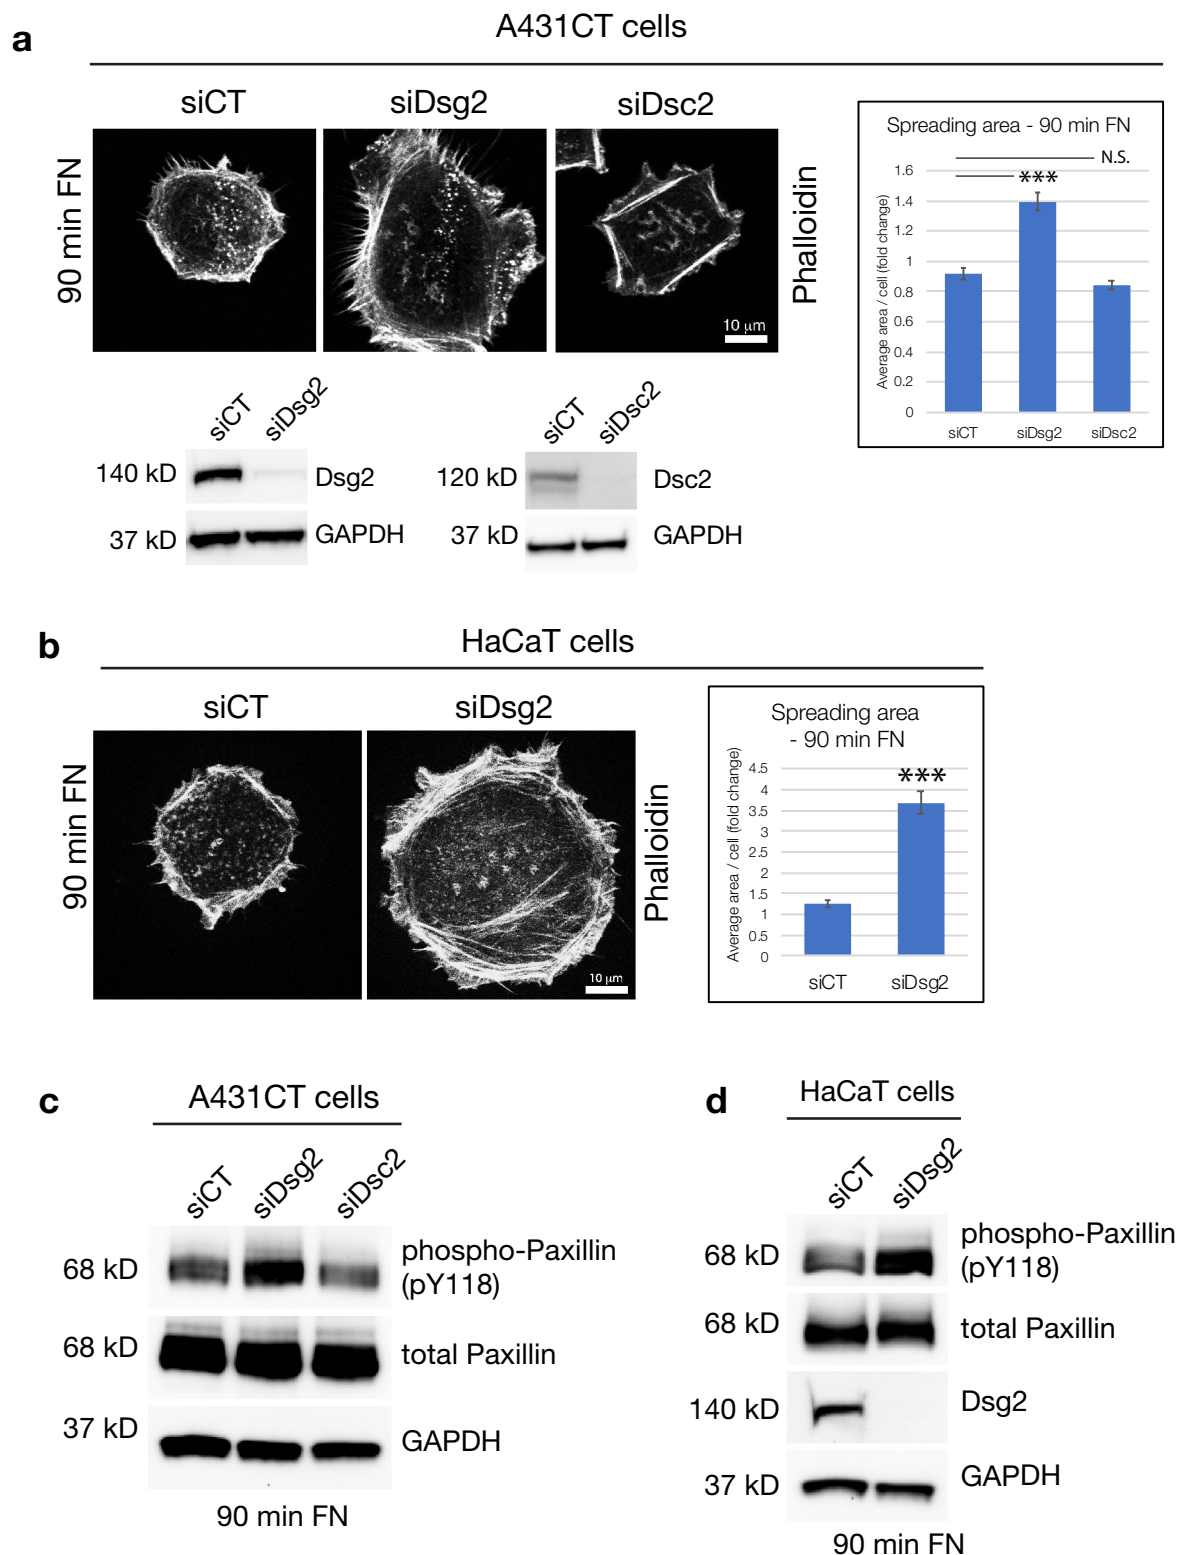 a
A431CT cells
siCT
siDsg2
siDsc2
90 min FN
Phalloidin
10 µm
Spreading area - 90 min FN
N.S.
***
Average area / cell (fold change)
1.6
1.4
1.2
1
0.8
0.6
0.4
0.2
0
siCT
siDsg2
siDsc2
siCT
siDsg2
140 kD
Dsg2
37 kD
GAPDH
siCT
siDsc2
120 kD
Dsc2
37 kD
GAPDH
b
HaCaT cells
siCT
siDsg2
90 min FN
Phalloidin
10 µm
Spreading area
- 90 min FN
***
Average area / cell (fold change)
4.5
4
3.5
3
2.5
2
1.5
1
0.5
0
siCT
siDsg2
c
A431CT cells
siCT
siDsg2
siDsc2
68 kD
phospho-Paxillin
(pY118)
68 kD
total Paxillin
37 kD
GAPDH
90 min FN
d
HaCaT cells
siCT
siDsg2
68 kD
phospho-Paxillin
(pY118)
68 kD
total Paxillin
140 kD
Dsg2
37 kD
GAPDH
90 min FN